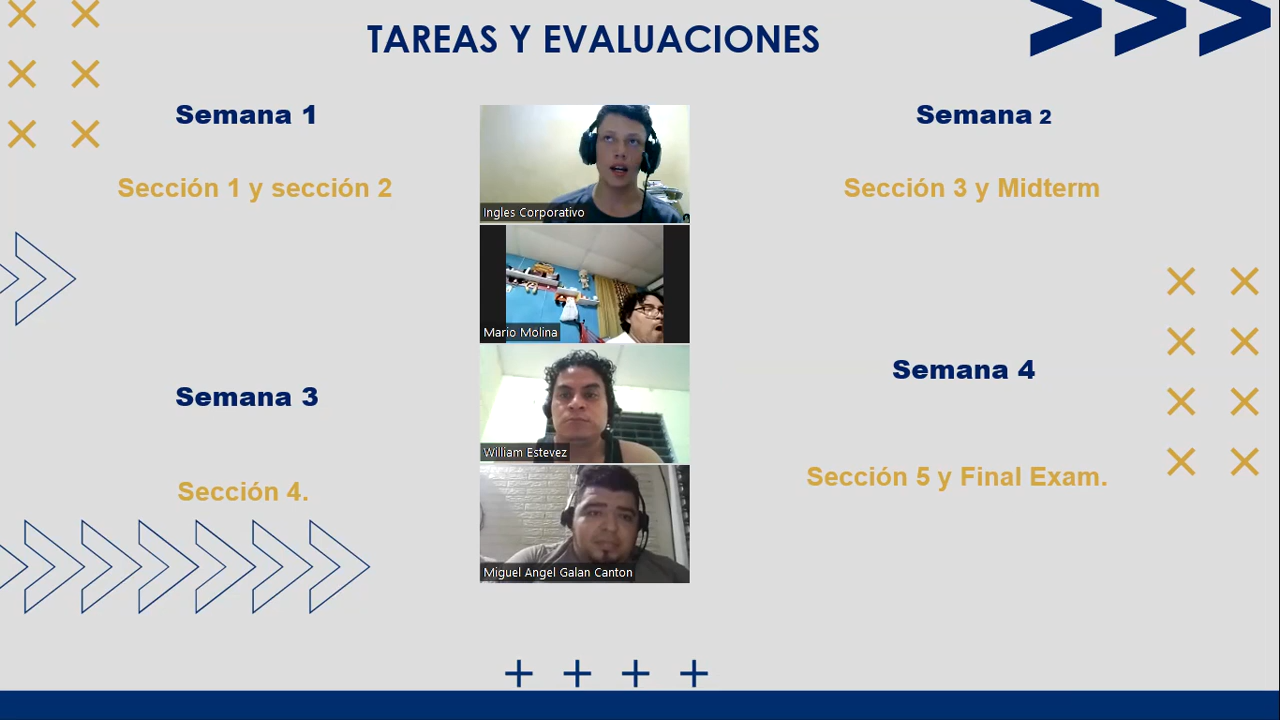 TAREAS Y EVALUACIONES
Semana 1
Sección 1 y sección 2
Semana 2
Sección 3 y Midterm
Ingles Corporativo
Mario Molina
William Estevez
Miguel Angel Galan Canton
Semana 3
Sección 4.
Semana 4
Sección 5 y Final Exam.